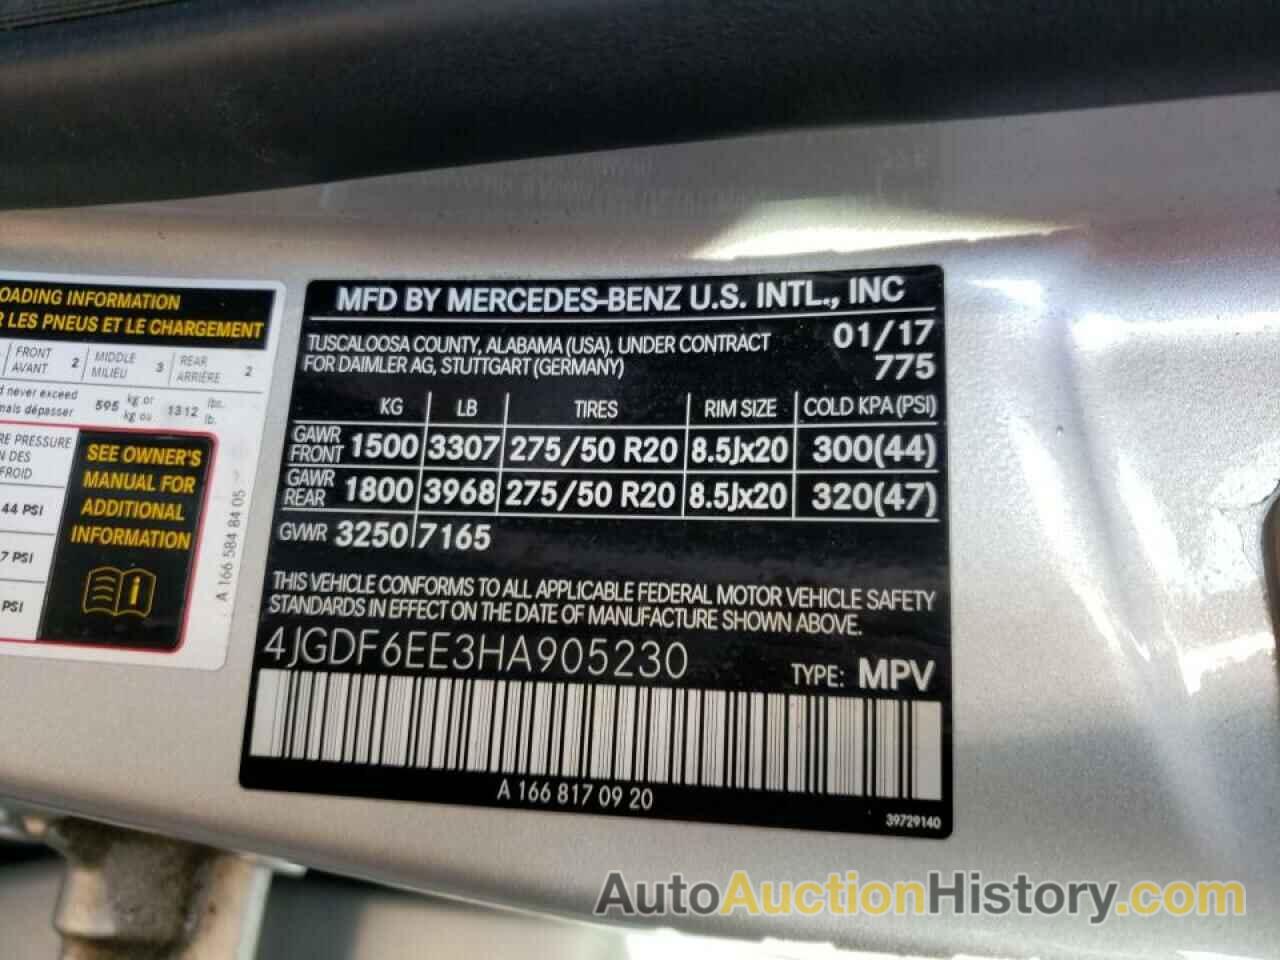 OADING INFORMATION
R LES PNEUS ET LE CHARGEMENT
FRONT AVANT 2 MIDDLE MILIEU 3 REAR ARRIÈRE 2
d never exceed
mais dépasser
595 kg or kg ou 1312 lbs. lb.
RE PRESSURE
N DES
FROID
44 PSI
7 PSI
PSI
SEE OWNER'S
MANUAL FOR
ADDITIONAL
INFORMATION
A 166 584 84 05
MFD BY MERCEDES-BENZ U.S. INTL., INC
TUSCALOOSA COUNTY, ALABAMA (USA). UNDER CONTRACT 01/17
FOR DAIMLER AG, STUTTGART (GERMANY) 775
KG LB TIRES RIM SIZE COLD KPA (PSI)
GAWR FRONT 1500 3307 275/50 R20 8.5Jx20 300(44)
GAWR REAR 1800 3968 275/50 R20 8.5Jx20 320(47)
GVWR 3250 7165
THIS VEHICLE CONFORMS TO ALL APPLICABLE FEDERAL MOTOR VEHICLE SAFETY
STANDARDS IN EFFECT ON THE DATE OF MANUFACTURE SHOWN ABOVE.
4JGDF6EE3HA905230
TYPE: MPV
A 166 817 09 20
39729140
AutoAuctionHistory.com